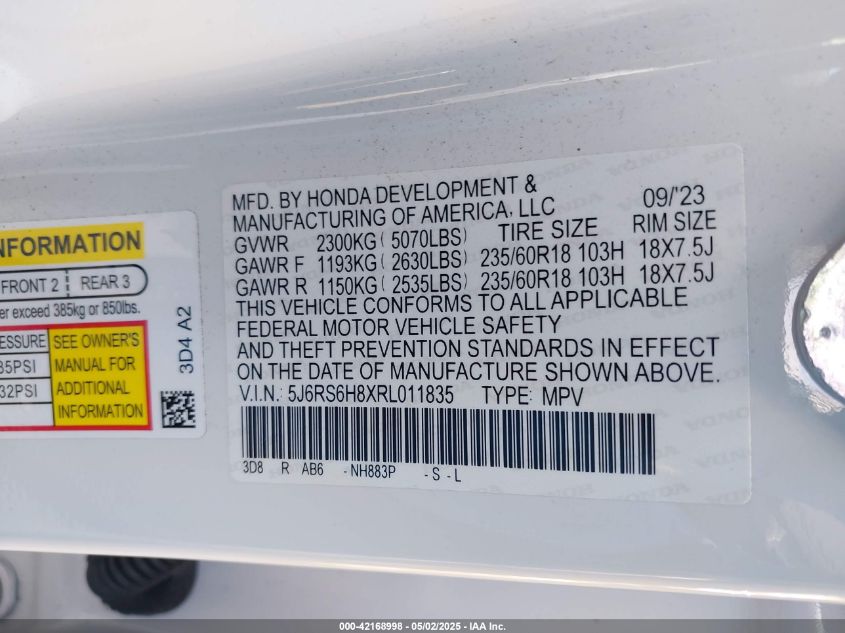 MFD. BY HONDA DEVELOPMENT & 09/'23
MANUFACTURING OF AMERICA, LLC TIRE SIZE RIM SIZE
GVWR 2300KG( 5070LBS)
GAWR F 1193KG( 2630LBS) 235/60R18 103H 18X7.5J
GAWR R 1150KG( 2535LBS) 235/60R18 103H 18X7.5J
THIS VEHICLE CONFORMS TO ALL APPLICABLE
FEDERAL MOTOR VEHICLE SAFETY
AND THEFT PREVENTION STANDARDS IN EFFECT
ON THE DATE OF MANUFACTURE SHOWN ABOVE.
V.I.N.: 5J6RS6H8XRL011835 TYPE: MPV
3D8 R AB6 -NH883P -S -L
NFORMATION
FRONT 2 REAR 3
er exceed 385kg or 850lbs.
ESSURE SEE OWNER'S
35PSI MANUAL FOR
32PSI ADDITIONAL
INFORMATION
3D4 A2
000-42168998 - 05/02/2025 - IAA Inc.